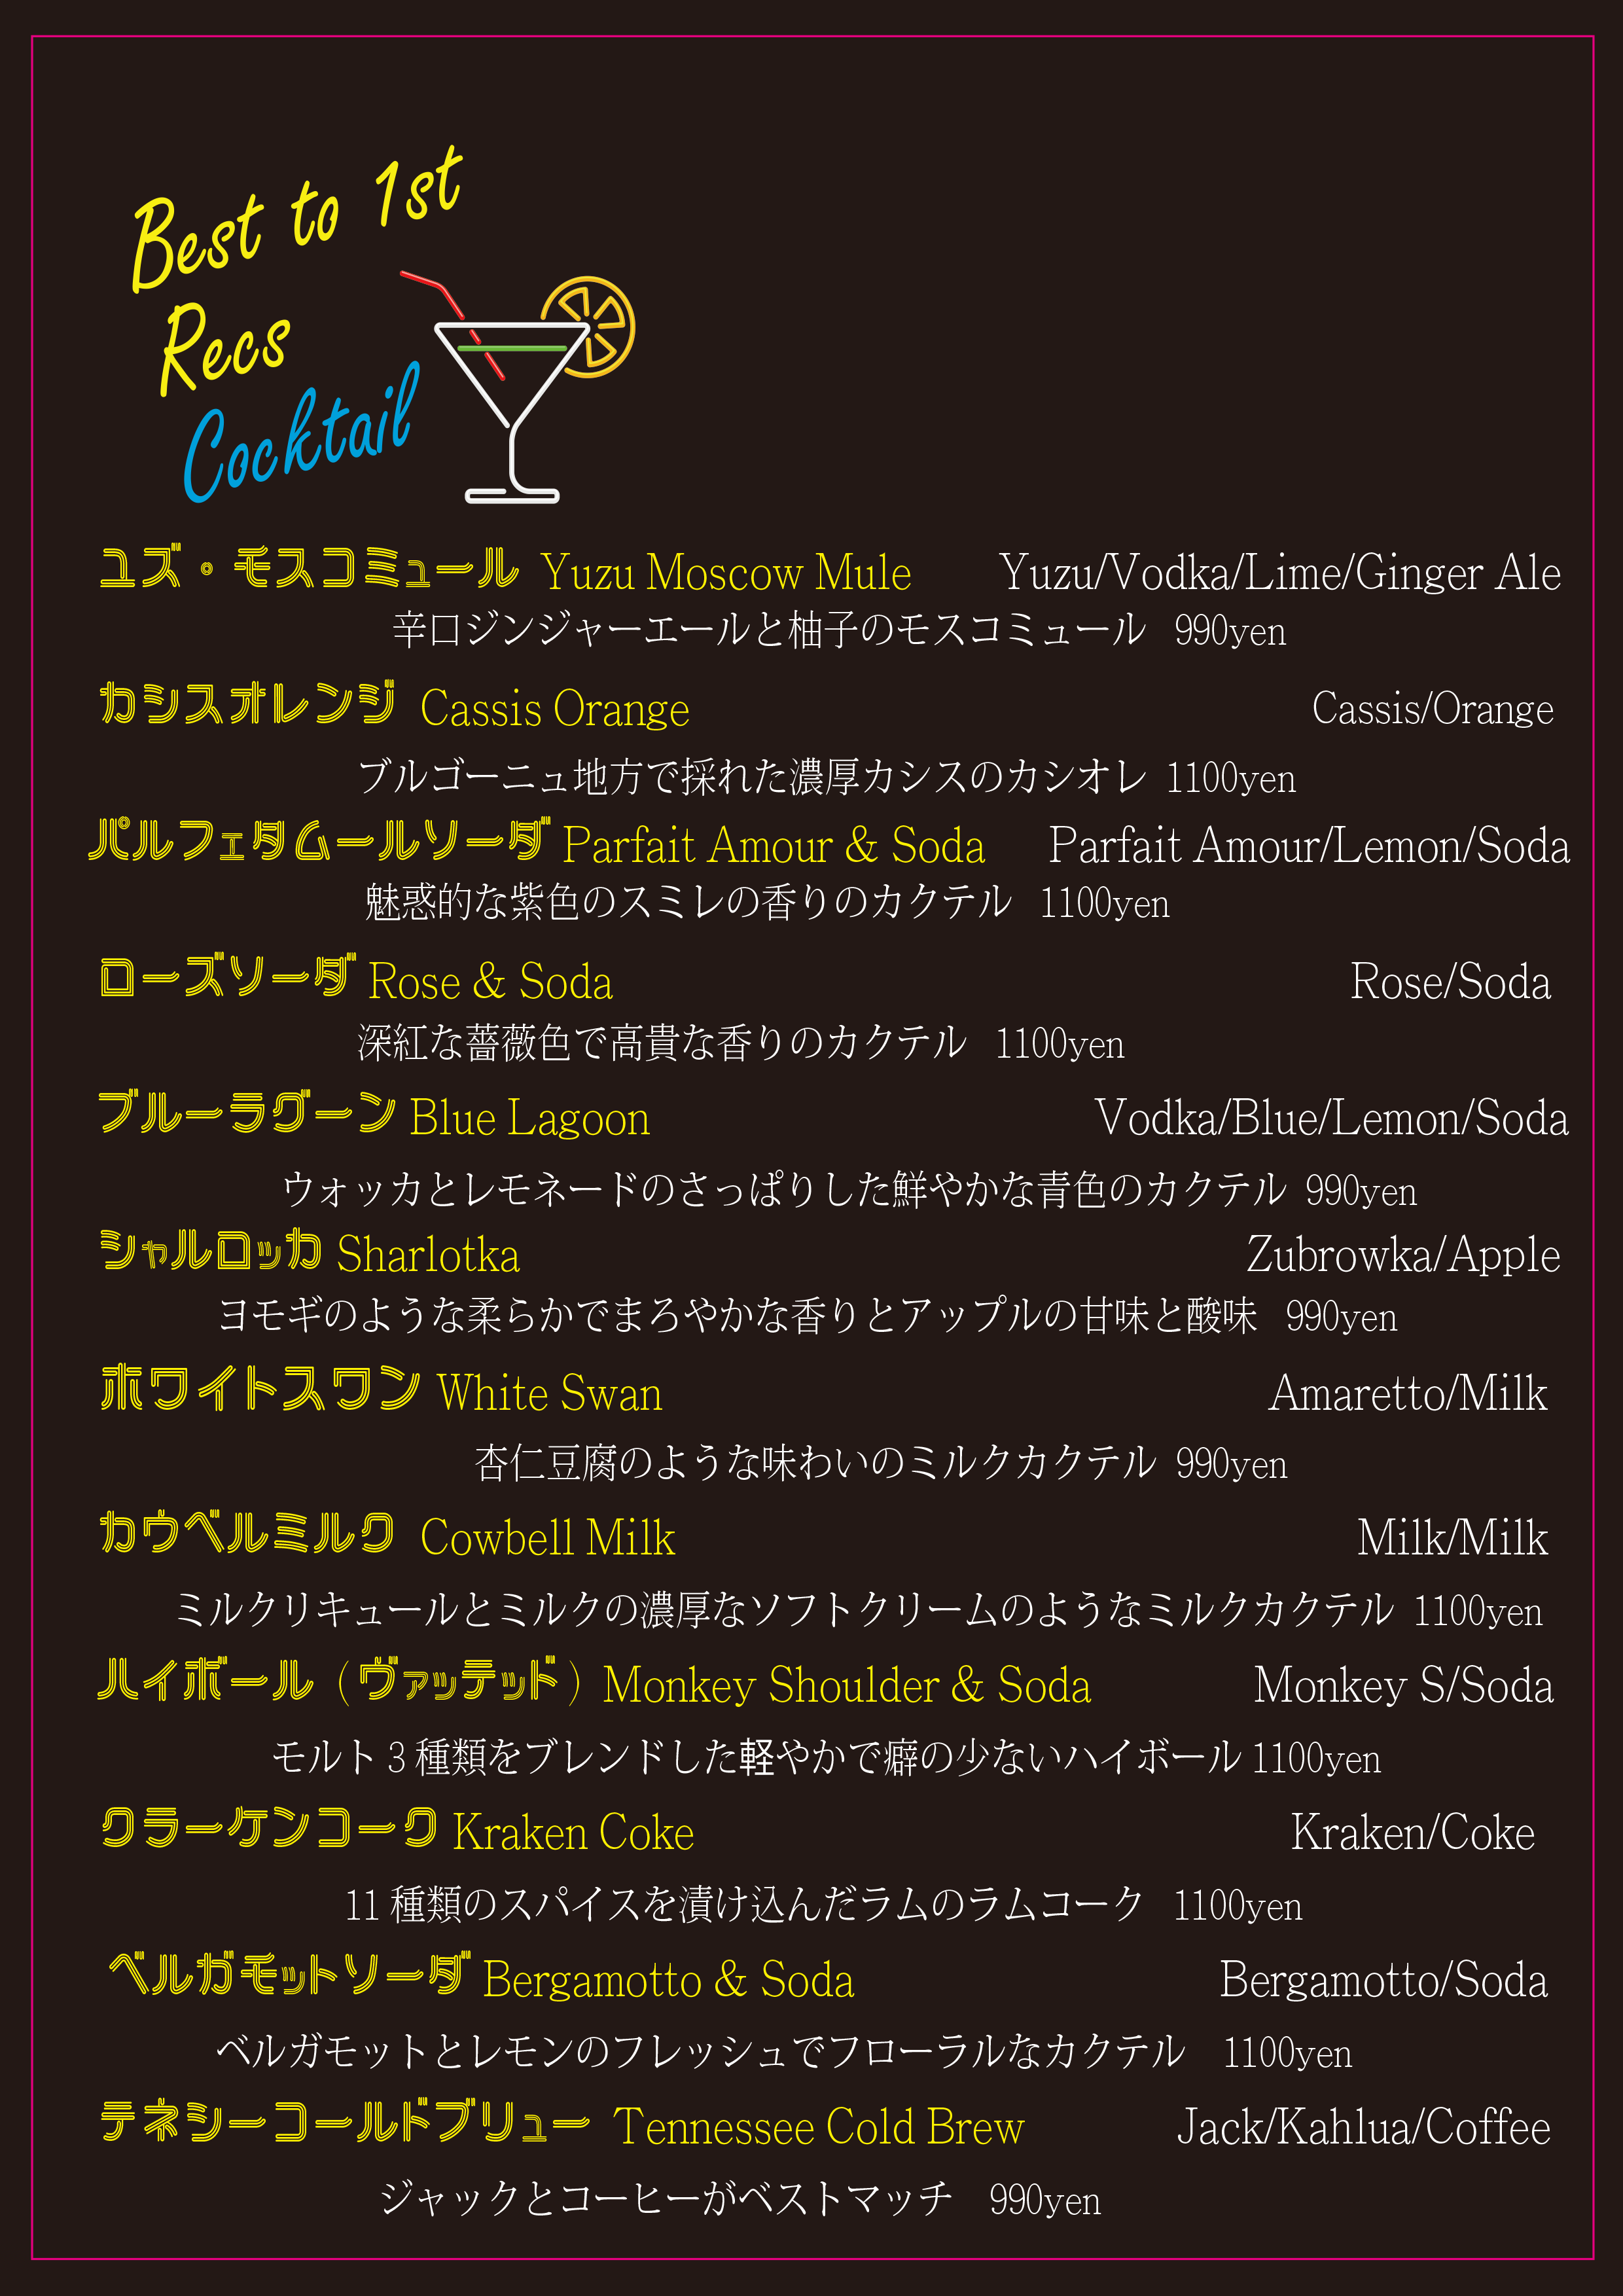 Best to 1st
Recs
Cocktail
ユズ・モスコミュール Yuzu Moscow Mule Yuzu/Vodka/Lime/Ginger Ale
辛口ジンジャーエールと柚子のモスコミュール 990yen
カシスオレンジ Cassis Orange Cassis/Orange
ブルゴーニュ地方で採れた濃厚カシスのカシオレ 1100yen
パルフェタムールソーダ Parfait Amour & Soda Parfait Amour/Lemon/Soda
魅惑的な紫色のスミレの香りのカクテル 1100yen
ローズソーダ Rose & Soda Rose/Soda
深紅な薔薇色で高貴な香りのカクテル 1100yen
ブルーラグーン Blue Lagoon Vodka/Blue/Lemon/Soda
ウォッカとレモネードのさっぱりした鮮やかな青色のカクテル 990yen
シャルロッカ Sharlotka Zubrowka/Apple
ヨモギのような柔らかでまろやかな香りとアップルの甘味と酸味 990yen
ホワイトスワン White Swan Amaretto/Milk
杏仁豆腐のような味わいのミルクカクテル 990yen
カウベルミルク Cowbell Milk Milk/Milk
ミルクリキュールとミルクの濃厚なソフトクリームのようなミルクカクテル 1100yen
ハイボール（ヴァッテッド）Monkey Shoulder & Soda Monkey S/Soda
モルト3種類をブレンドした軽やかで癖の少ないハイボール 1100yen
クラーケンコーク Kraken Coke Kraken/Coke
11種類のスパイスを漬け込んだラムのラムコーク 1100yen
ベルガモットソーダ Bergamotto & Soda Bergamotto/Soda
ベルガモットとレモンのフレッシュでフローラルなカクテル 1100yen
テネシーコールドブリュー Tennessee Cold Brew Jack/Kahlua/Coffee
ジャックとコーヒーがベストマッチ 990yen